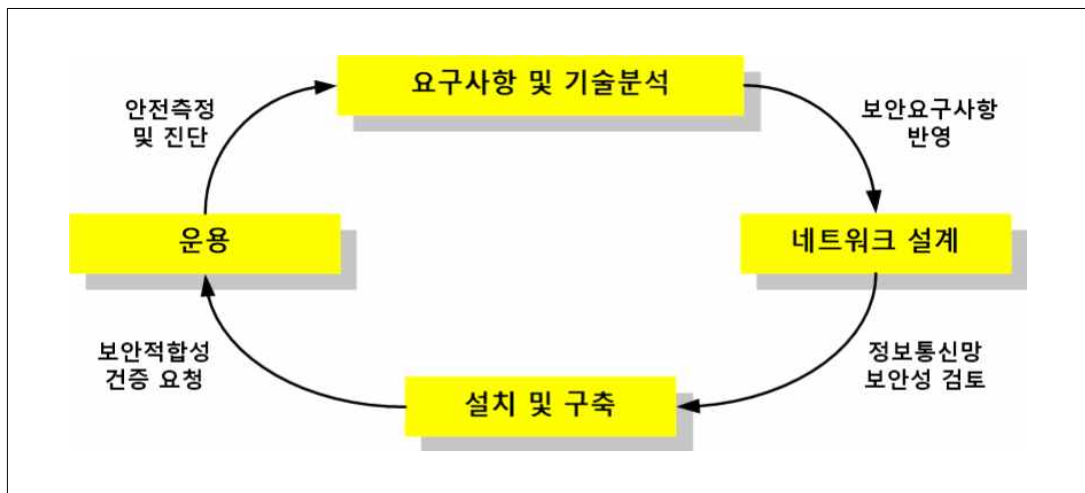 요구사항 및 기술분석
안전측정
및 진단
보안요구사항
반영
운용
네트워크 설계
보안적합성
건증 요청
정보통신망
보안성 검토
설치 및 구축